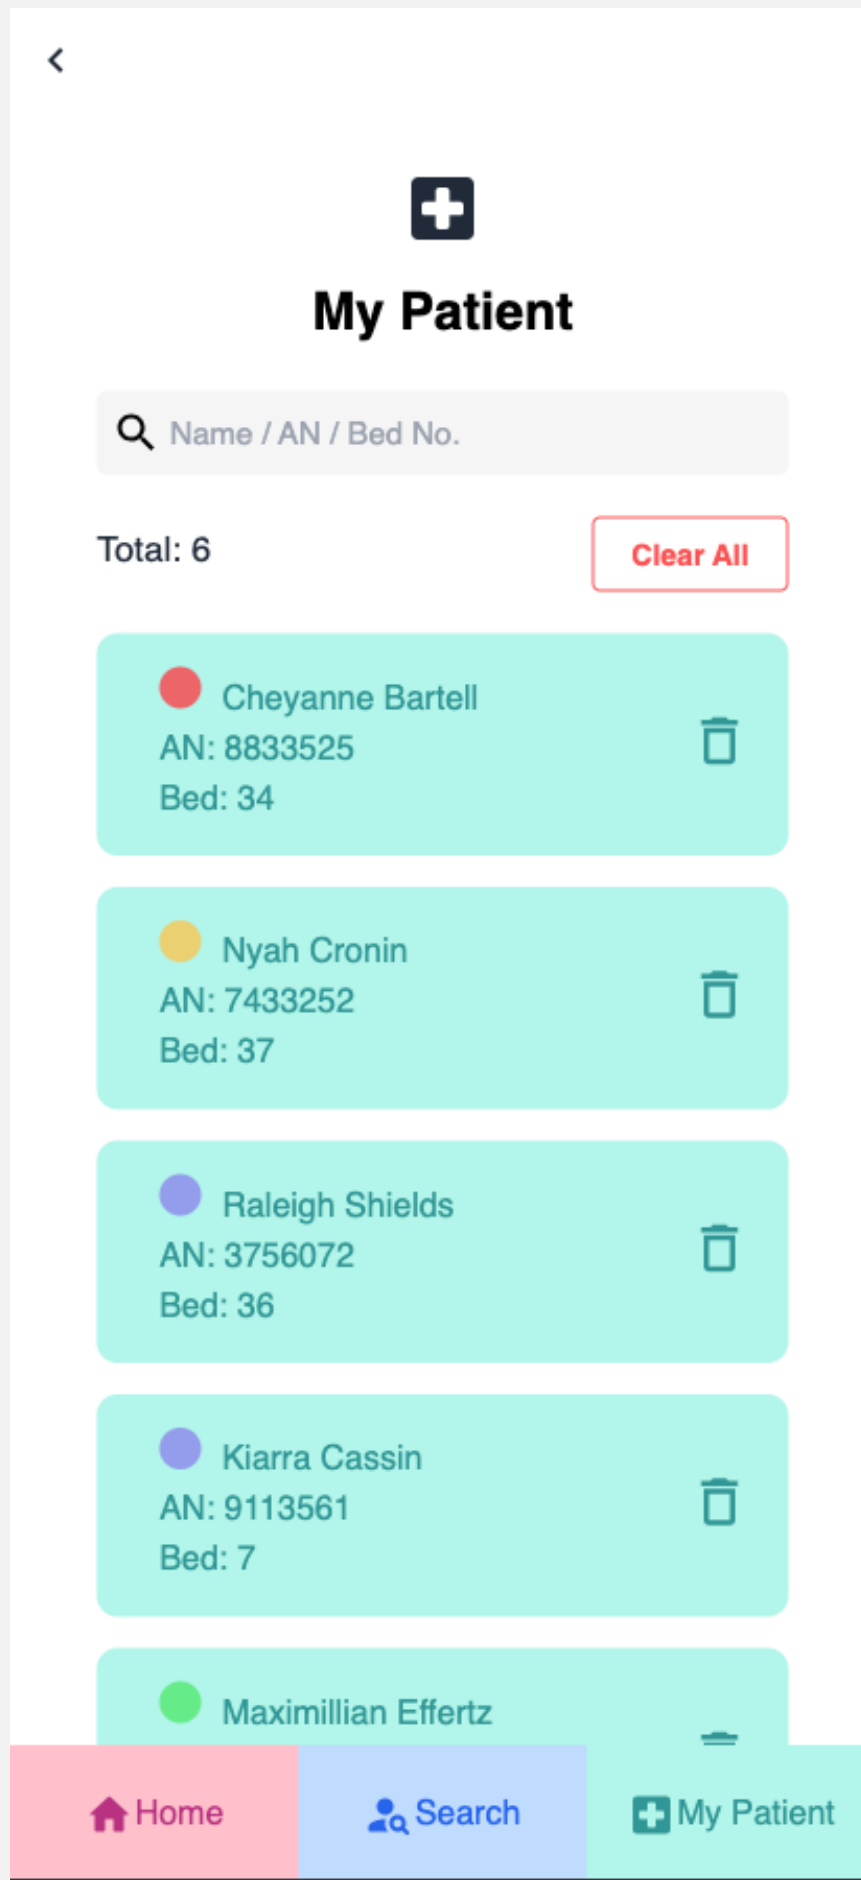 My Patient
Name / AN / Bed No.
Total: 6
Clear All
Cheyanne Bartell
AN: 8833525
Bed: 34
Nyah Cronin
AN: 7433252
Bed: 37
Raleigh Shields
AN: 3756072
Bed: 36
Kiarra Cassin
AN: 9113561
Bed: 7
Maximillian Effertz
Home
Search
My Patient